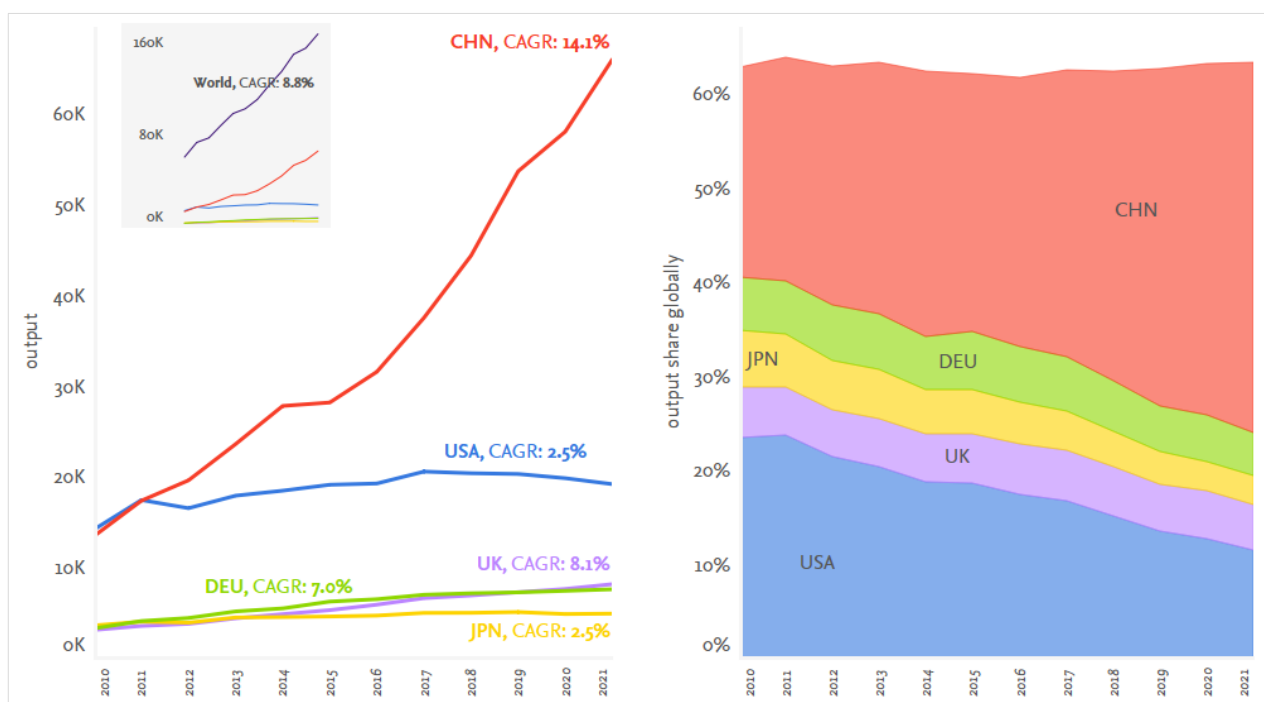 160K
World, CAGR: 8.8%
80K
0K
CHN, CAGR: 14.1%
60K
50K
40K
30K
20K
10K
0K
output
USA, CAGR: 2.5%
UK, CAGR: 8.1%
DEU, CAGR: 7.0%
JPN, CAGR: 2.5%
2010
2011
2012
2013
2014
2015
2016
2017
2018
2019
2020
2021
output share globally
60%
50%
40%
30%
20%
10%
0%
CHN
DEU
JPN
UK
USA
2010
2011
2012
2013
2014
2015
2016
2017
2018
2019
2020
2021